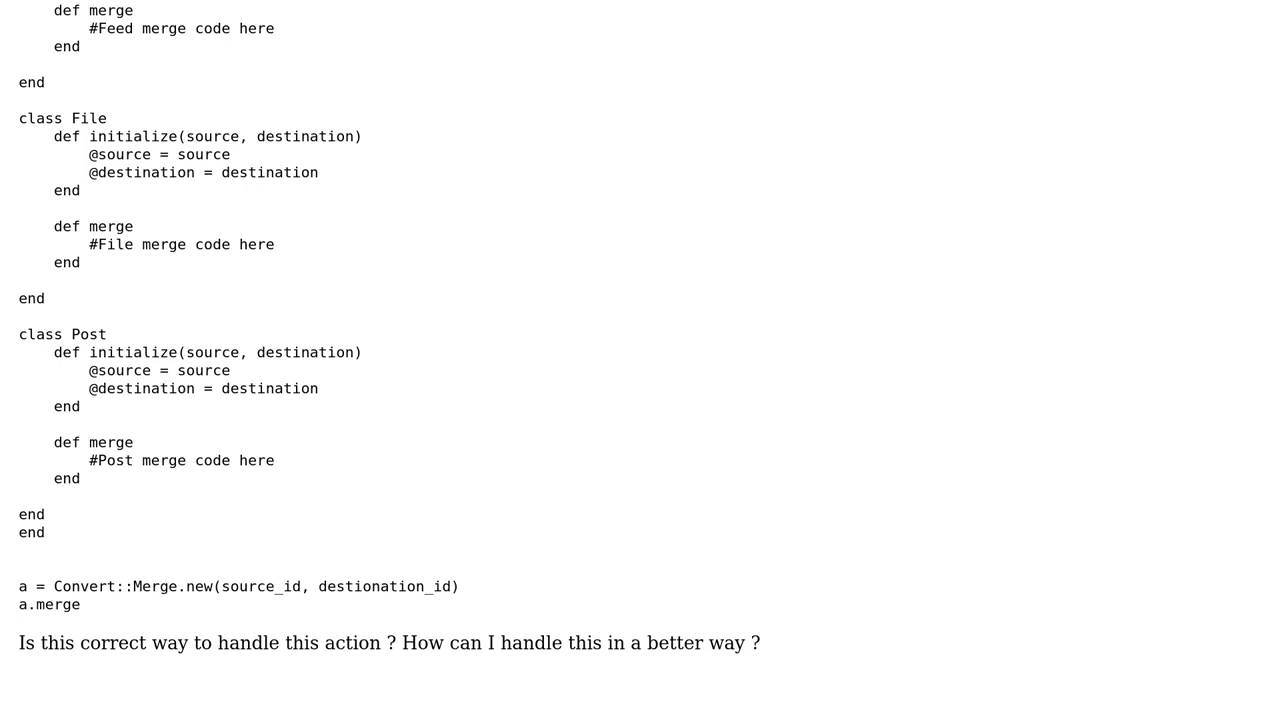 def merge
        #Feed merge code here
    end

end

class File
    def initialize(source, destination)
        @source = source
        @destination = destination
    end

    def merge
        #File merge code here
    end

end

class Post
    def initialize(source, destination)
        @source = source
        @destination = destination
    end

    def merge
        #Post merge code here
    end

end
end


a = Convert::Merge.new(source_id, destionation_id)
a.merge

Is this correct way to handle this action ? How can I handle this in a better way ?